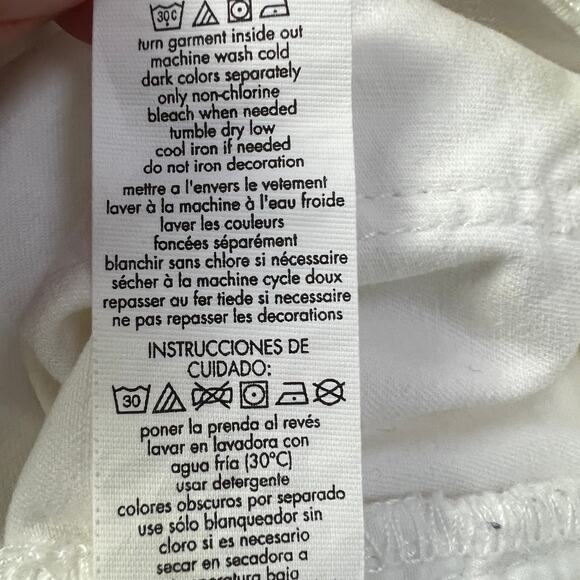 30C
turn garment inside out
machine wash cold
dark colors separately
only non-chlorine
bleach when needed
tumble dry low
cool iron if needed
do not iron decoration
mettre a l'envers le vetement
laver à la machine à l'eau froide
laver les couleurs
foncées séparément
blanchir sans chlore si nécessaire
sécher à la machine cycle doux
repasser au fer tiede si necessaire
ne pas repasser les decorations
INSTRUCCIONES DE
CUIDADO:
30
poner la prenda al revés
lavar en lavadora con
agua fría (30°C)
usar detergente
colores obscuros por separado
use sólo blanqueador sin
cloro si es necesario
secar en secadora a
temperatura baja